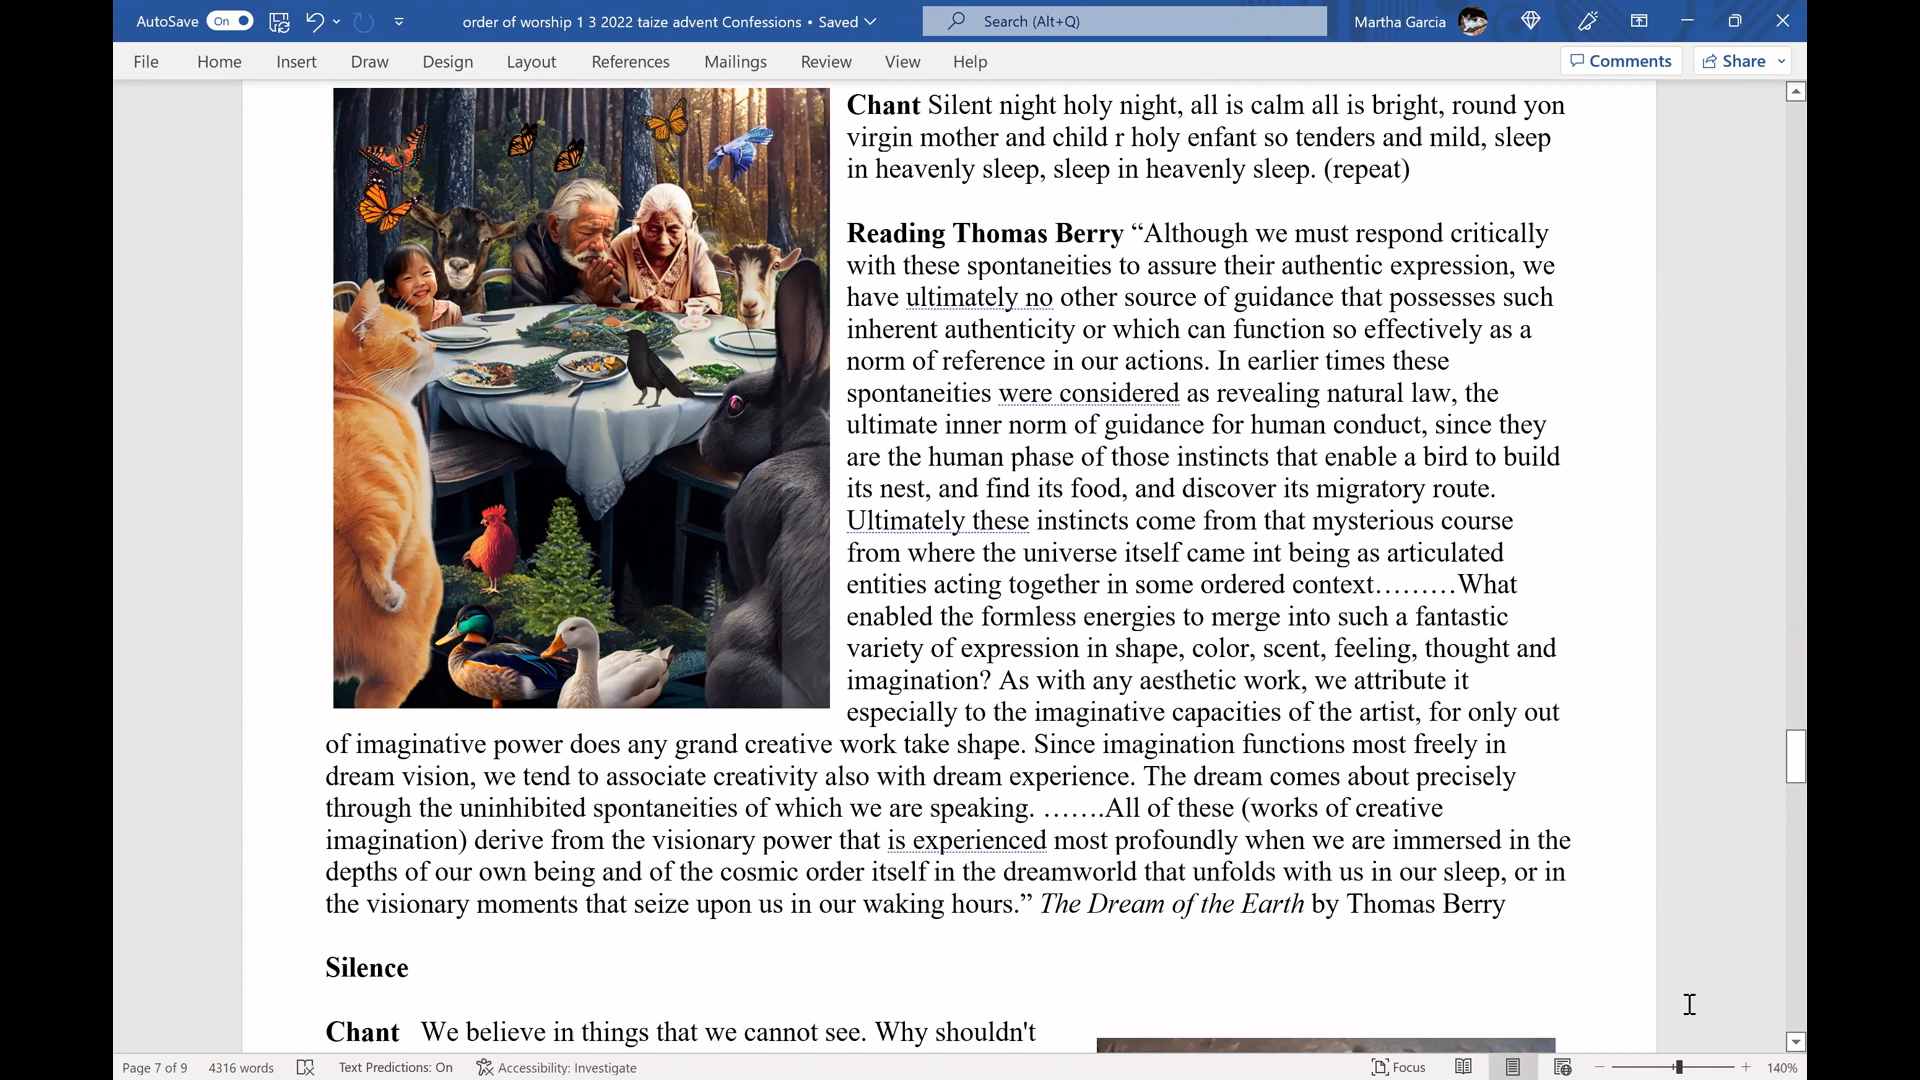 AutoSave On order of worship 1 3 2022 taize advent Confessions • Saved Search (Alt+Q) Martha Garcia
File Home Insert Draw Design Layout References Mailings Review View Help Comments Share
Chant Silent night holy night, all is calm all is bright, round yon
virgin mother and child r holy enfant so tenders and mild, sleep
in heavenly sleep, sleep in heavenly sleep. (repeat)
Reading Thomas Berry “Although we must respond critically
with these spontaneities to assure their authentic expression, we
have ultimately no other source of guidance that possesses such
inherent authenticity or which can function so effectively as a
norm of reference in our actions. In earlier times these
spontaneities were considered as revealing natural law, the
ultimate inner norm of guidance for human conduct, since they
are the human phase of those instincts that enable a bird to build
its nest, and find its food, and discover its migratory route.
Ultimately these instincts come from that mysterious course
from where the universe itself came int being as articulated
entities acting together in some ordered context………What
enabled the formless energies to merge into such a fantastic
variety of expression in shape, color, scent, feeling, thought and
imagination? As with any aesthetic work, we attribute it
especially to the imaginative capacities of the artist, for only out
of imaginative power does any grand creative work take shape. Since imagination functions most freely in
dream vision, we tend to associate creativity also with dream experience. The dream comes about precisely
through the uninhibited spontaneities of which we are speaking. …….All of these (works of creative
imagination) derive from the visionary power that is experienced most profoundly when we are immersed in the
depths of our own being and of the cosmic order itself in the dreamworld that unfolds with us in our sleep, or in
the visionary moments that seize upon us in our waking hours.” The Dream of the Earth by Thomas Berry
Silence
Chant We believe in things that we cannot see. Why shouldn't
Page 7 of 9 4316 words Text Predictions: On Accessibility: Investigate Focus 140%